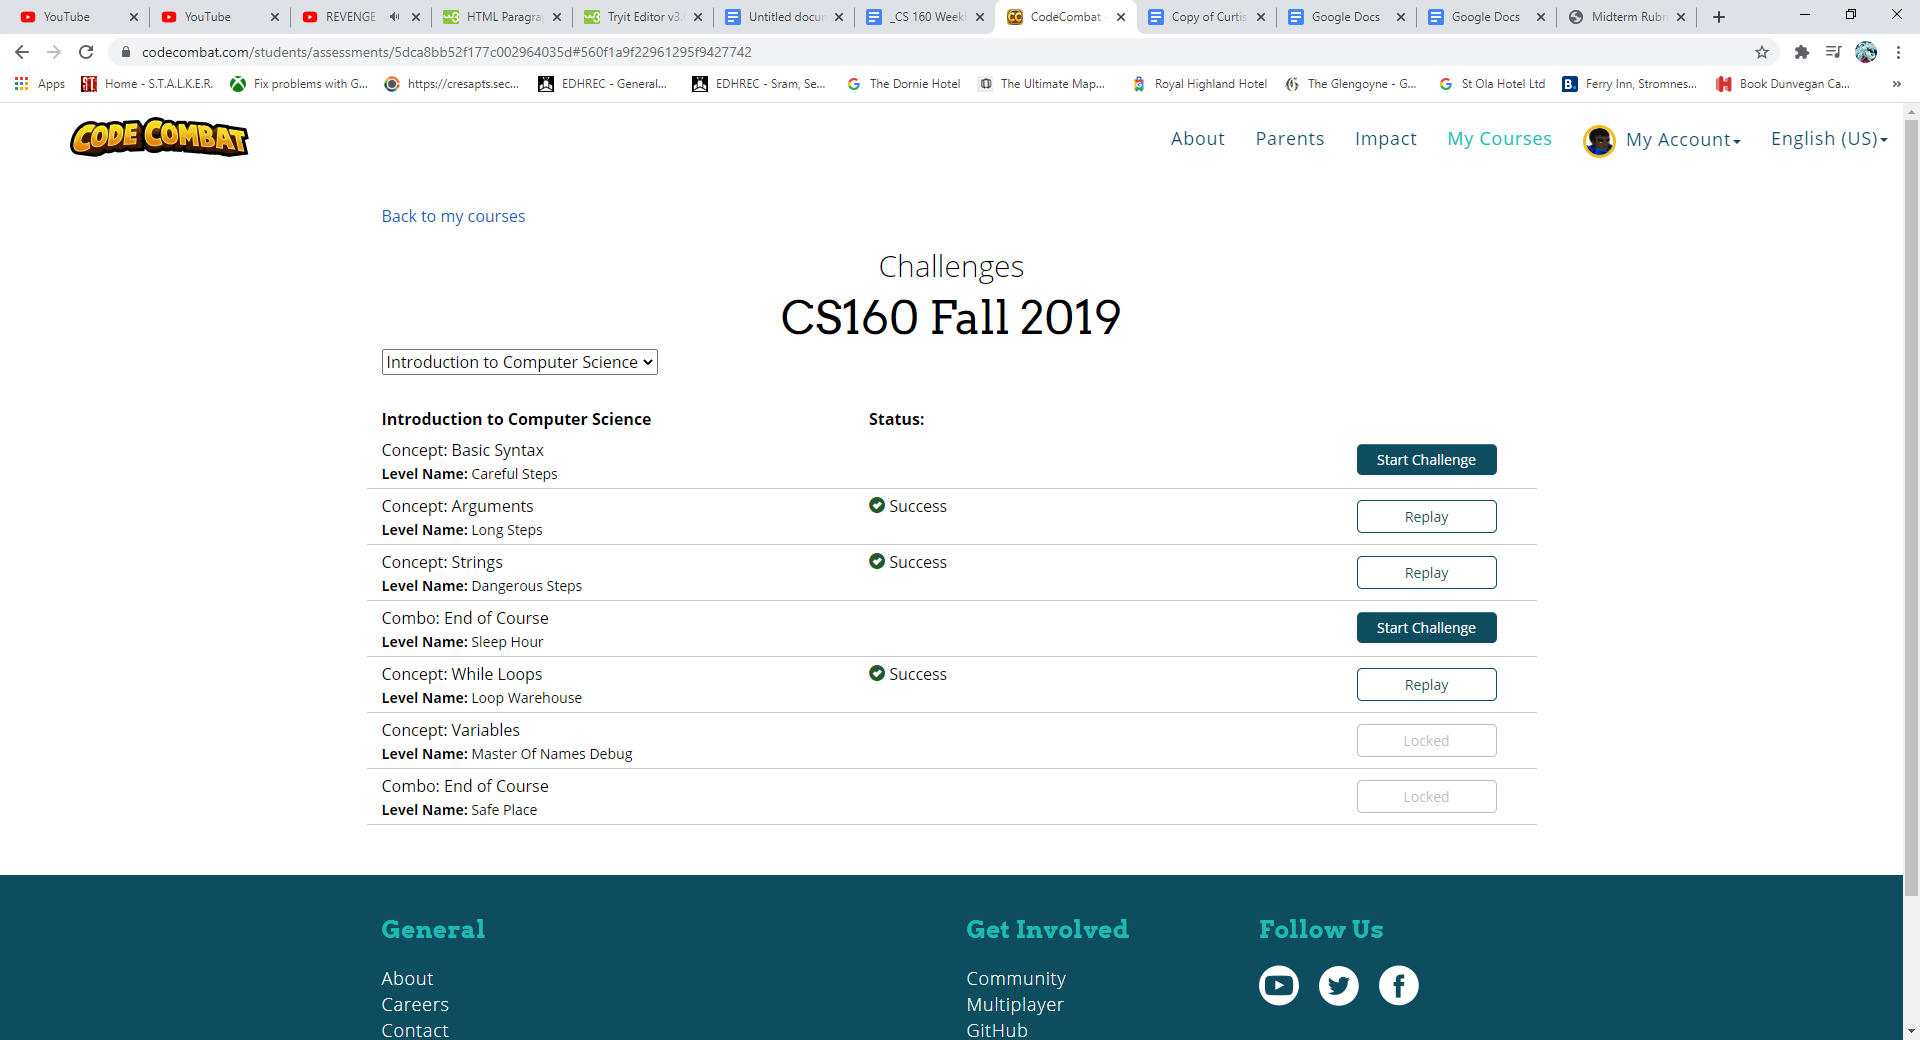 YouTube
YouTube
REVENGE
HTML Paragra
Tryit Editor v3.
Untitled docum
_CS 160 Weekl
CodeCombat -
Copy of Curtis
Google Docs
Google Docs
Midterm Rubr
codecombat.com/students/assessments/5dca8bb52f177c002964035d#560f1a9f22961295f9427742
Apps
Home - S.T.A.L.K.E.R.
Fix problems with G...
https://cresapts.sec...
EDHREC - General...
EDHREC - Sram, Se...
The Dornie Hotel
The Ultimate Map...
Royal Highland Hotel
The Glengoyne - G...
St Ola Hotel Ltd
Ferry Inn, Stromnes...
Book Dunvegan Ca...
CODE COMBAT
About
Parents
Impact
My Courses
My Account
English (US)
Back to my courses
Challenges
CS160 Fall 2019
Introduction to Computer Science
Introduction to Computer Science Status:
Concept: Basic Syntax
Level Name: Careful Steps
Start Challenge
Concept: Arguments
Level Name: Long Steps
Success
Replay
Concept: Strings
Level Name: Dangerous Steps
Success
Replay
Combo: End of Course
Level Name: Sleep Hour
Start Challenge
Concept: While Loops
Level Name: Loop Warehouse
Success
Replay
Concept: Variables
Level Name: Master Of Names Debug
Locked
Combo: End of Course
Level Name: Safe Place
Locked
General
About
Careers
Contact
Get Involved
Community
Multiplayer
GitHub
Follow Us